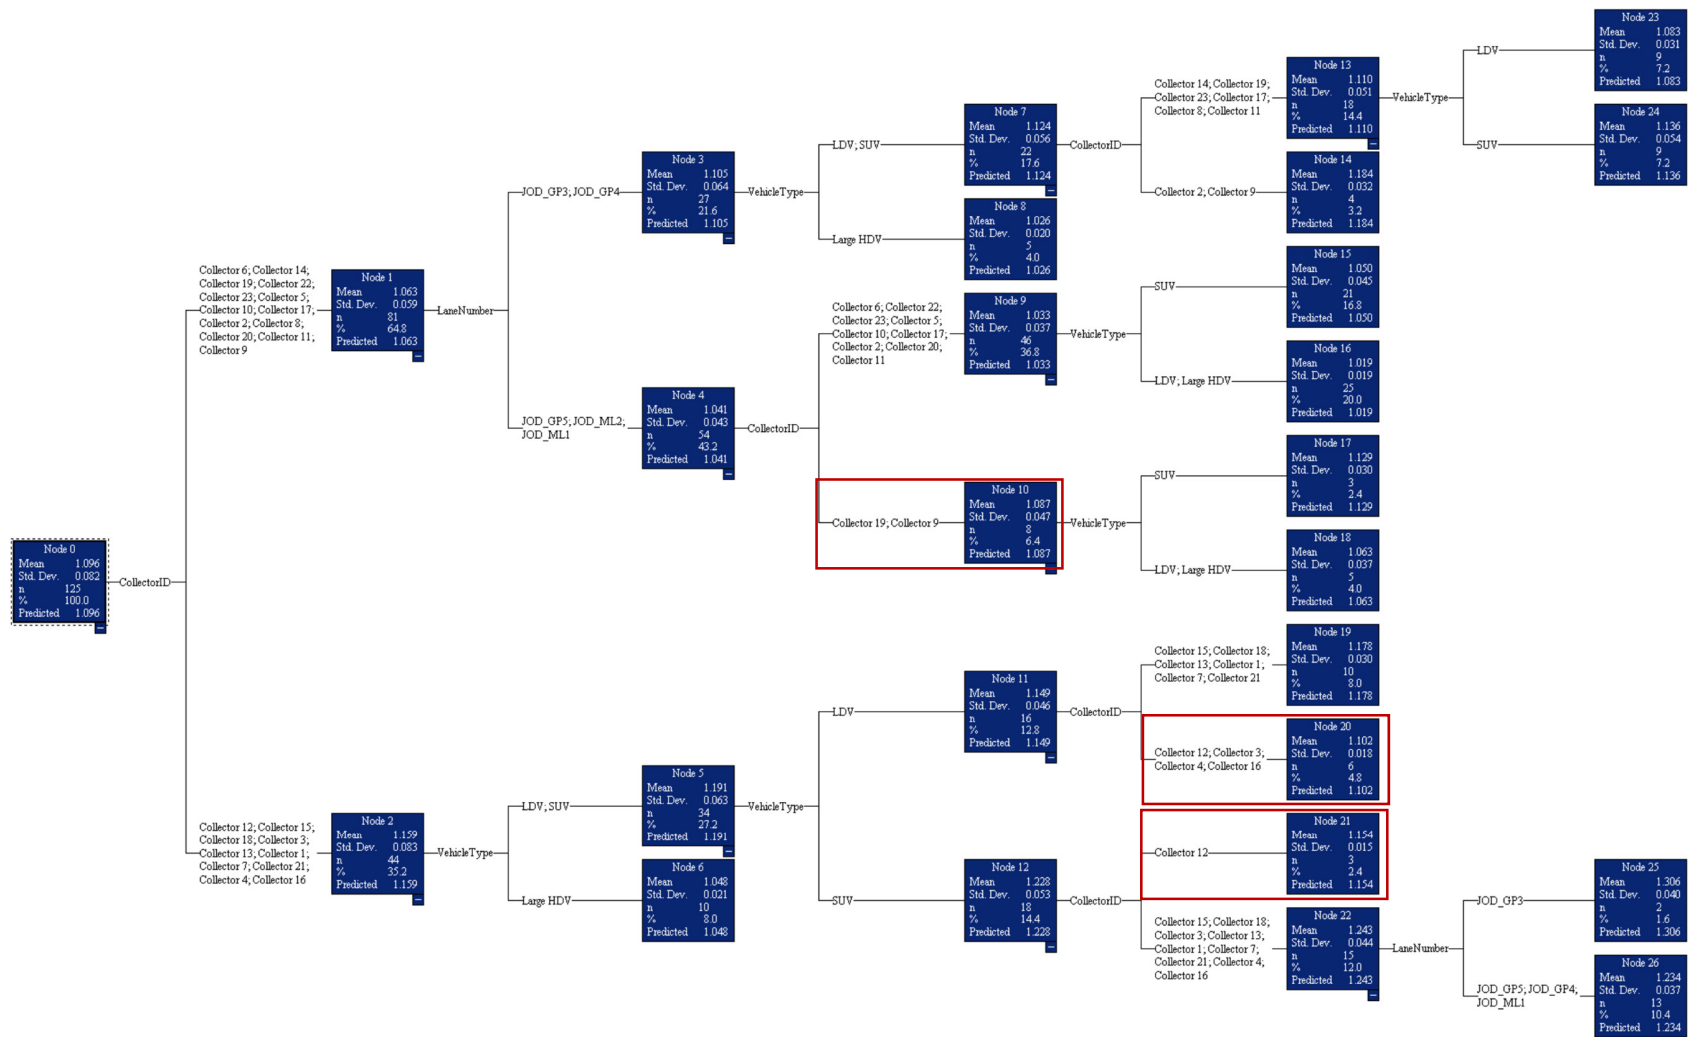 Node 0
Mean 1.096
Std. Dev. 0.082
n 125
% 100.0
Predicted 1.096
CollectorID
Collector 6; Collector 14;
Collector 19; Collector 22;
Collector 23; Collector 5;
Collector 10; Collector 17;
Collector 2; Collector 8;
Collector 20; Collector 11;
Collector 9
Node 1
Mean 1.063
Std. Dev. 0.059
n 81
% 64.8
Predicted 1.063
LaneNumber
JOD_GP3; JOD_GP4
Node 3
Mean 1.105
Std. Dev. 0.064
n 27
% 21.6
Predicted 1.105
VehicleType
LDV; SUV
Node 7
Mean 1.124
Std. Dev. 0.056
n 22
% 17.6
Predicted 1.124
CollectorID
Collector 14; Collector 19;
Collector 23; Collector 17;
Collector 8; Collector 11
Node 13
Mean 1.110
Std. Dev. 0.051
n 18
% 14.4
Predicted 1.110
VehicleType
LDV
Node 23
Mean 1.083
Std. Dev. 0.031
n 9
% 7.2
Predicted 1.083
SUV
Node 24
Mean 1.136
Std. Dev. 0.054
n 9
% 7.2
Predicted 1.136
Collector 2; Collector 9
Node 14
Mean 1.184
Std. Dev. 0.032
n 4
% 3.2
Predicted 1.184
Large HDV
Node 8
Mean 1.026
Std. Dev. 0.020
n 5
% 4.0
Predicted 1.026
JOD_GP5; JOD_ML2;
JOD_ML1
Node 4
Mean 1.041
Std. Dev. 0.043
n 54
% 43.2
Predicted 1.041
CollectorID
Collector 6; Collector 22;
Collector 23; Collector 5;
Collector 10; Collector 17;
Collector 2; Collector 20;
Collector 11
Node 9
Mean 1.033
Std. Dev. 0.037
n 46
% 36.8
Predicted 1.033
VehicleType
SUV
Node 15
Mean 1.050
Std. Dev. 0.045
n 21
% 16.8
Predicted 1.050
LDV; Large HDV
Node 16
Mean 1.019
Std. Dev. 0.019
n 25
% 20.0
Predicted 1.019
Collector 19; Collector 9
Node 10
Mean 1.087
Std. Dev. 0.047
n 8
% 6.4
Predicted 1.087
VehicleType
SUV
Node 17
Mean 1.129
Std. Dev. 0.030
n 3
% 2.4
Predicted 1.129
LDV; Large HDV
Node 18
Mean 1.063
Std. Dev. 0.037
n 5
% 4.0
Predicted 1.063
Collector 12; Collector 15;
Collector 18; Collector 3;
Collector 13; Collector 1;
Collector 7; Collector 21;
Collector 4; Collector 16
Node 2
Mean 1.159
Std. Dev. 0.083
n 44
% 35.2
Predicted 1.159
VehicleType
LDV; SUV
Node 5
Mean 1.191
Std. Dev. 0.063
n 34
% 27.2
Predicted 1.191
VehicleType
LDV
Node 11
Mean 1.149
Std. Dev. 0.046
n 16
% 12.8
Predicted 1.149
CollectorID
Collector 15; Collector 18;
Collector 13; Collector 1;
Collector 7; Collector 21
Node 19
Mean 1.178
Std. Dev. 0.030
n 10
% 8.0
Predicted 1.178
Collector 12; Collector 3;
Collector 4; Collector 16
Node 20
Mean 1.102
Std. Dev. 0.018
n 6
% 4.8
Predicted 1.102
SUV
Node 12
Mean 1.228
Std. Dev. 0.053
n 18
% 14.4
Predicted 1.228
CollectorID
Collector 12
Node 21
Mean 1.154
Std. Dev. 0.015
n 3
% 2.4
Predicted 1.154
Collector 15; Collector 18;
Collector 3; Collector 13;
Collector 1; Collector 7;
Collector 21; Collector 4;
Collector 16
Node 22
Mean 1.243
Std. Dev. 0.044
n 15
% 12.0
Predicted 1.243
LaneNumber
JOD_GP3
Node 25
Mean 1.306
Std. Dev. 0.040
n 2
% 1.6
Predicted 1.306
JOD_GP5; JOD_GP4;
JOD_ML1
Node 26
Mean 1.234
Std. Dev. 0.037
n 13
% 10.4
Predicted 1.234
Large HDV
Node 6
Mean 1.048
Std. Dev. 0.021
n 10
% 8.0
Predicted 1.048